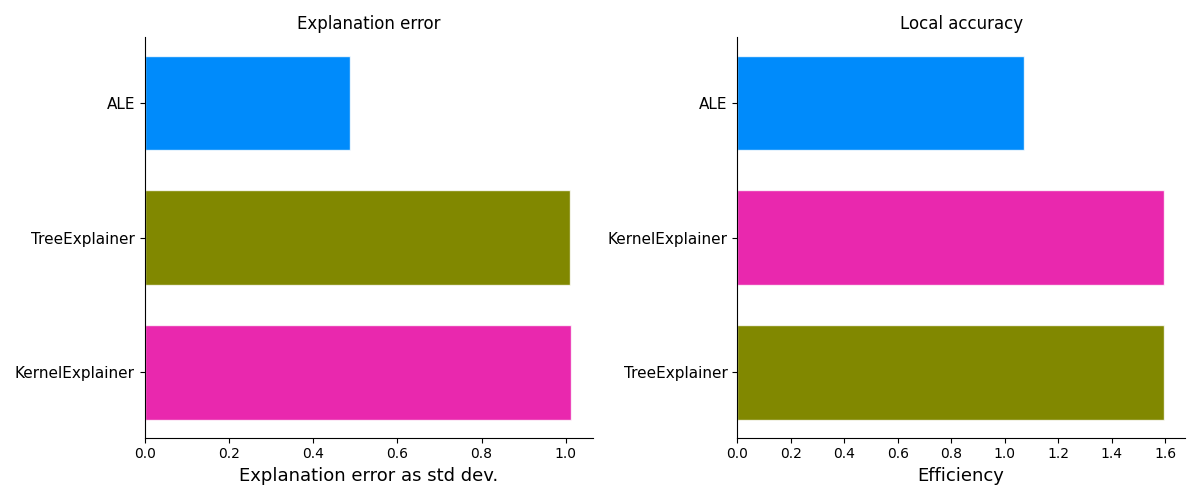 Explanation error
ALE
TreeExplainer
KernelExplainer
0.0 0.2 0.4 0.6 0.8 1.0
Explanation error as std dev.
Local accuracy
ALE
KernelExplainer
TreeExplainer
0.0 0.2 0.4 0.6 0.8 1.0 1.2 1.4 1.6
Efficiency